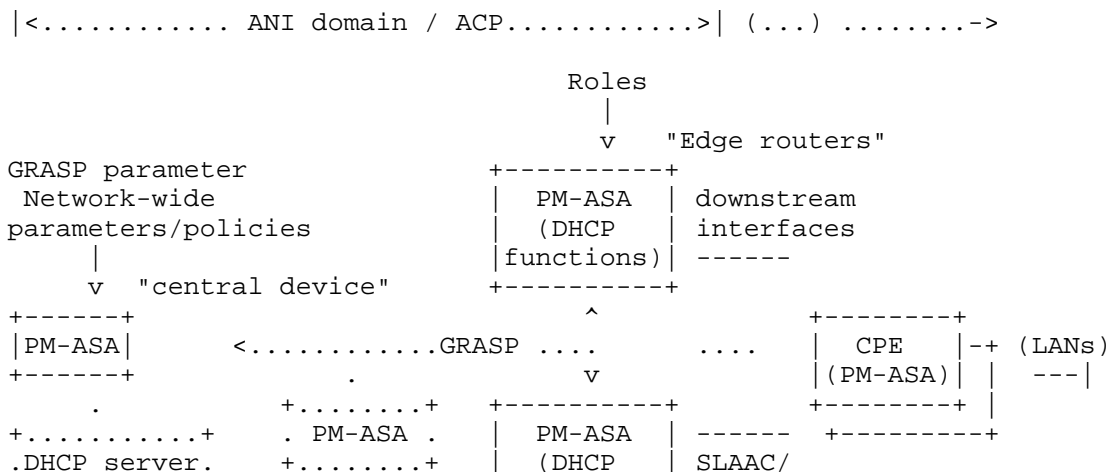 |<............ ANI domain / ACP............>| (...) ........->
Roles
|
v "Edge routers"
GRASP parameter +----------+
Network-wide | PM-ASA | downstream
parameters/policies | (DHCP | interfaces
| |functions)| ------
v "central device" +----------+
+------+ ^ +--------+
|PM-ASA| <............GRASP .... .... | CPE |-+ (LANs)
+------+ . v |(PM-ASA)| | ---|
. +........+ +----------+ +--------+ |
+...........+ . PM-ASA . | PM-ASA | ------ +---------+
.DHCP server. +........+ | (DHCP | SLAAC/